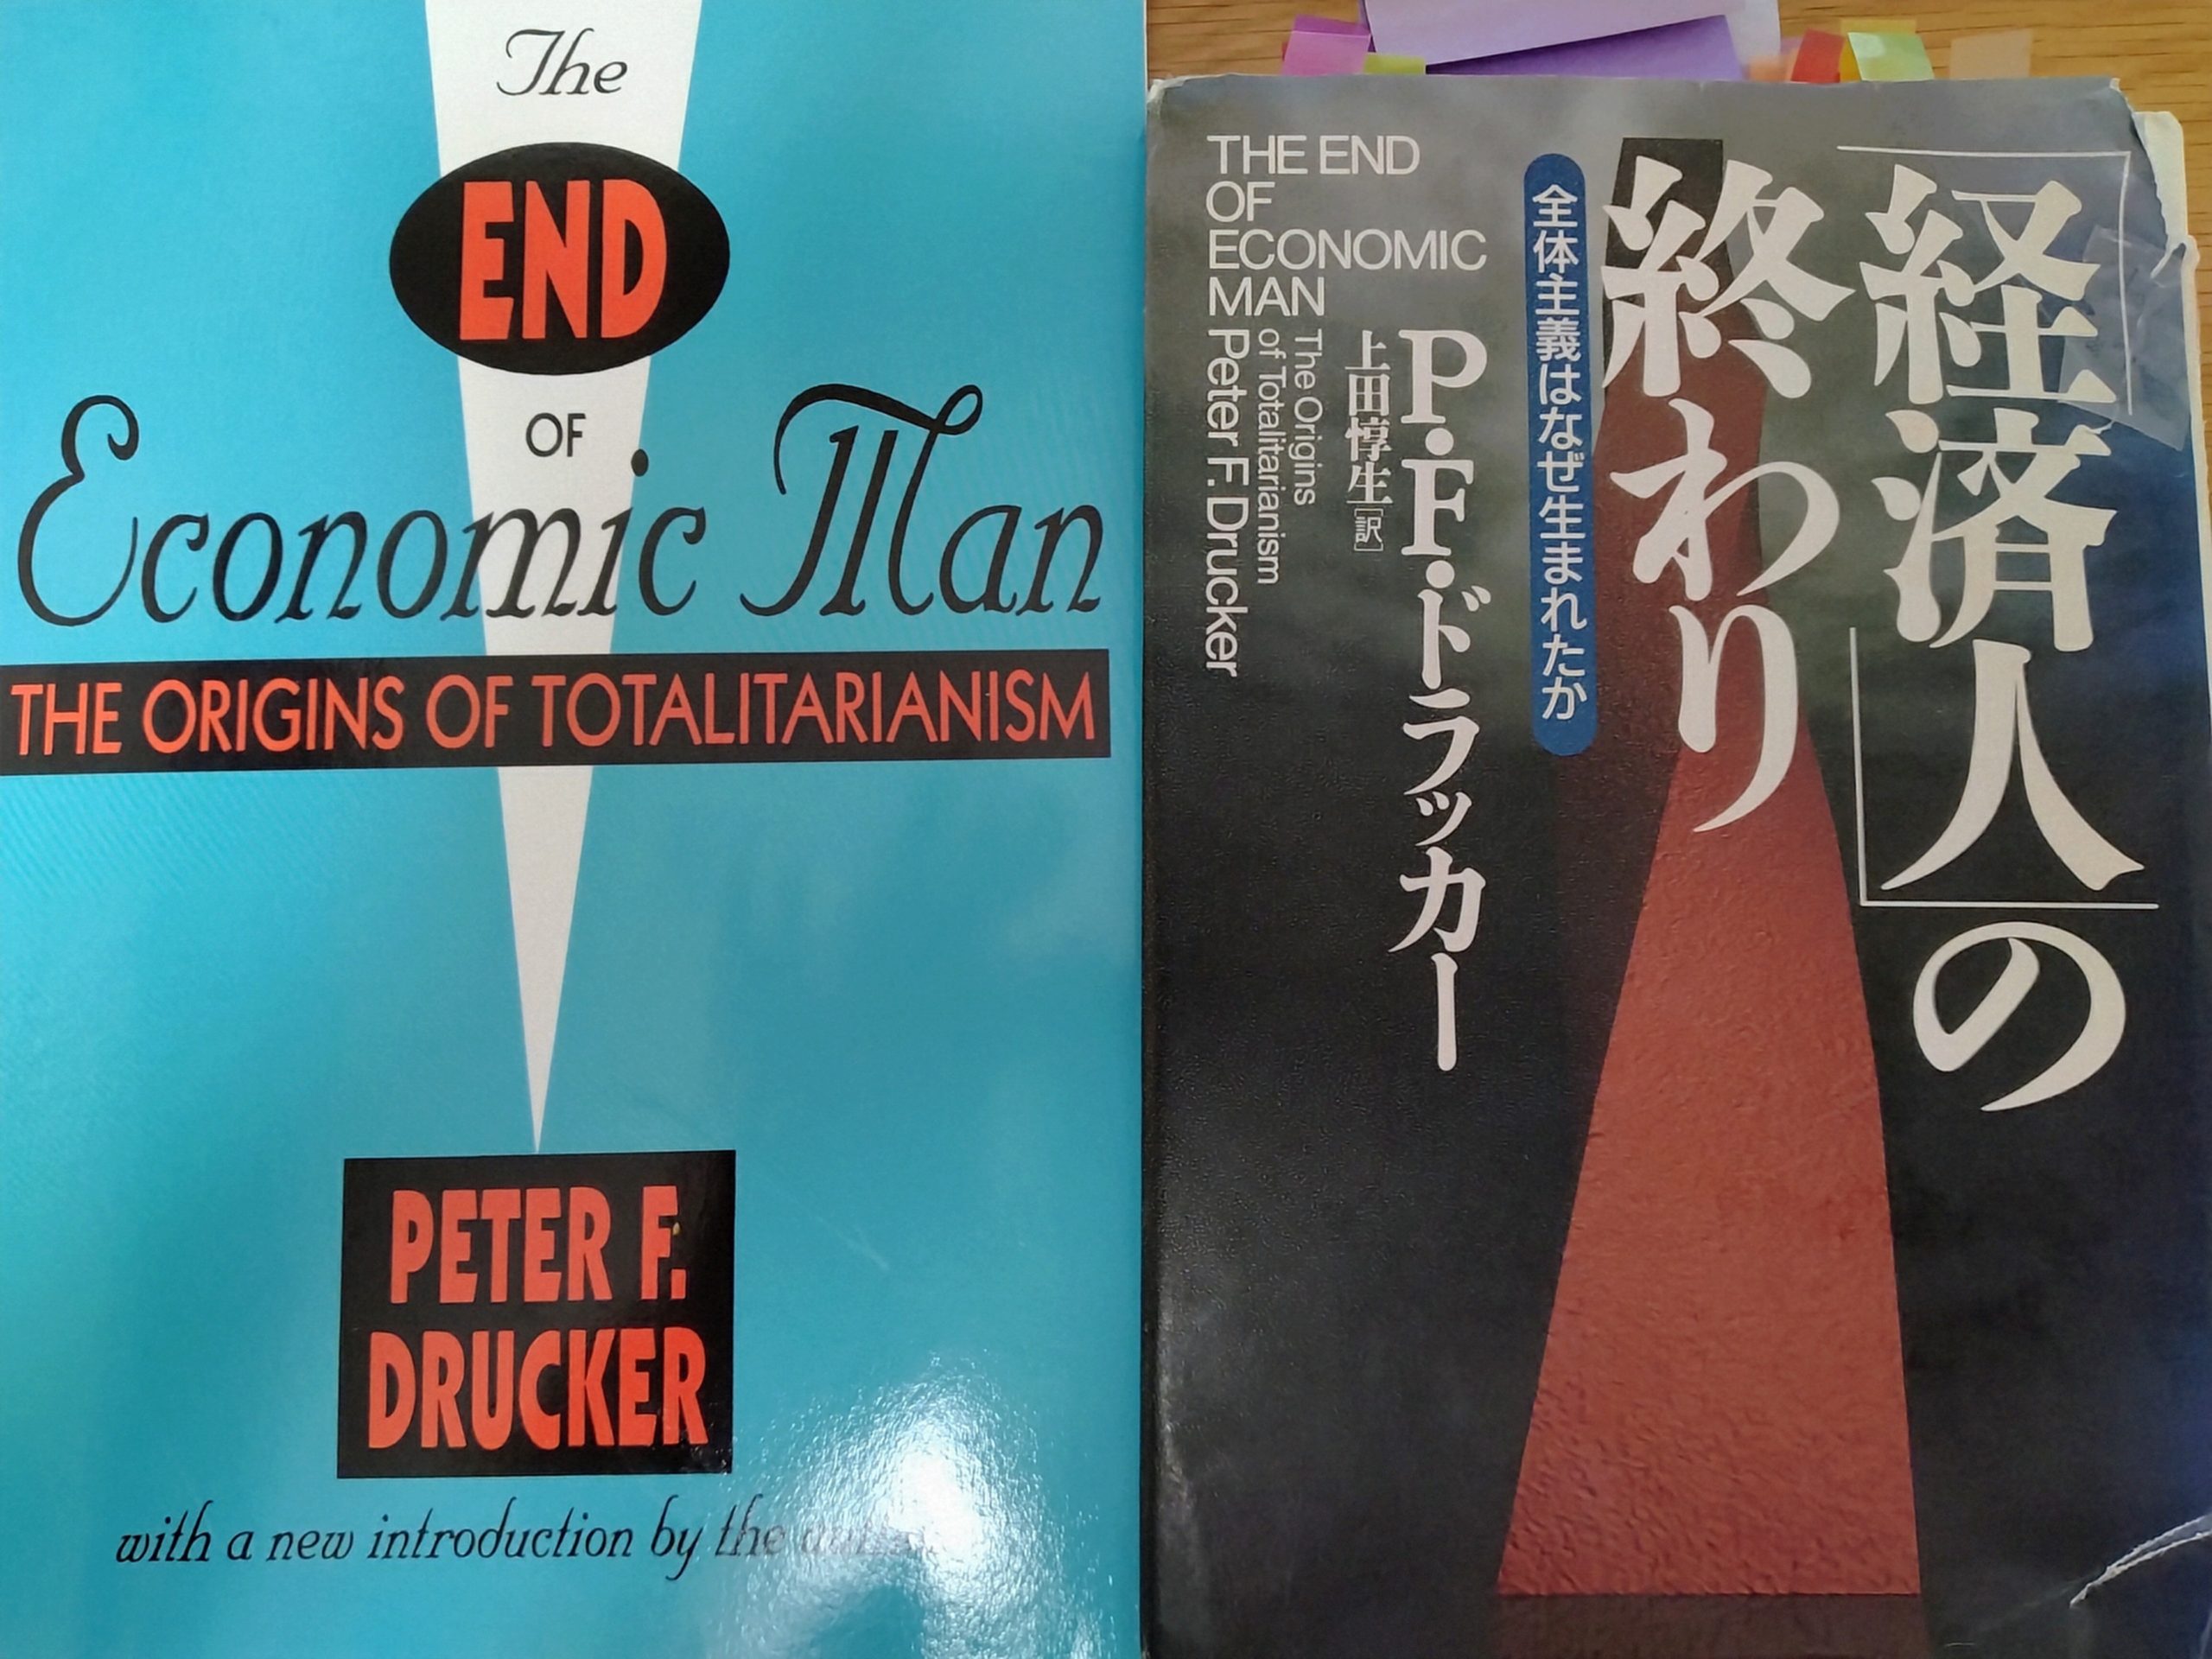 The
END
OF
Economic Man
THE ORIGINS OF TOTALITARIANISM
PETER F.
DRUCKER
with a new introduction by the
「経済人」の
終わり
全体主義はなぜ生まれたか
P・F・ドラッカー
上田惇生[訳]
THE END
OF
ECONOMIC
MAN
The Origins
of Totalitarianism
Peter F. Drucker